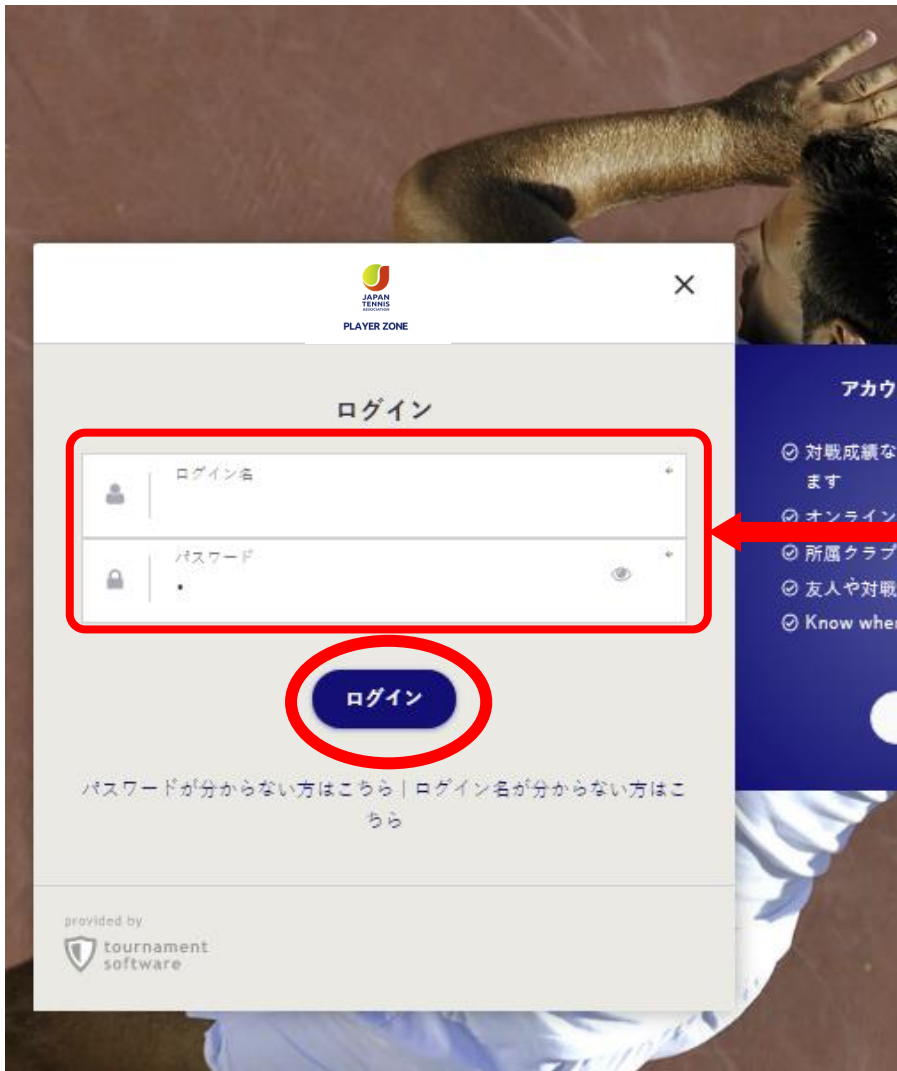 JAPAN
TENNIS
ASSOCIATION
PLAYER ZONE
ログイン
ログイン名
パスワード
ログイン
パスワードが分からない方はこちら | ログイン名が分からない方はこ
ちら
provided by
tournament
software
アカウ
対戦成績な
ます
オンライン
所属クラブ
友人や対戦
Know when